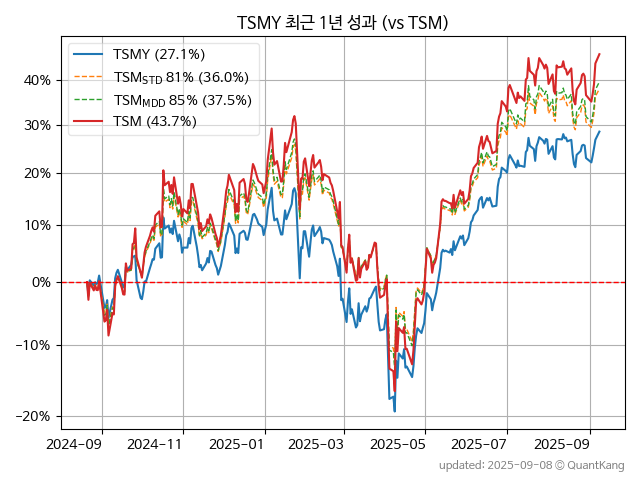 TSMY 최근 1년 성과 (vs TSM)
TSMY (27.1%)
TSM_STD 81% (36.0%)
TSM_MDD 85% (37.5%)
TSM (43.7%)
40%
30%
20%
10%
0%
−10%
−20%
2024-09 2024-11 2025-01 2025-03 2025-05 2025-07 2025-09
updated: 2025-09-08 © QuantKang